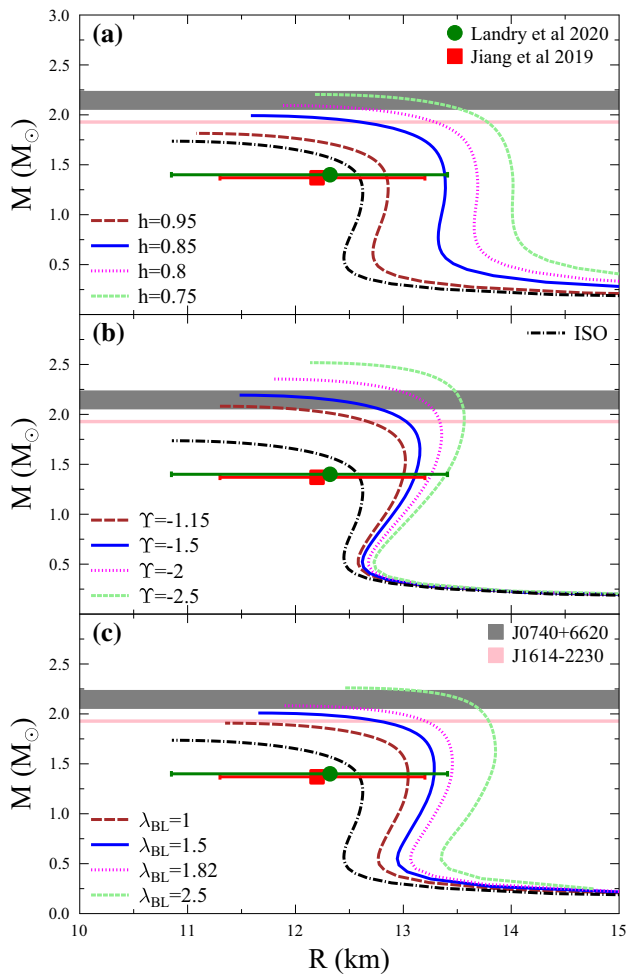 (a)
Landry et al 2020
Jiang et al 2019
3.0
2.5
2.0
1.5
1.0
0.5
M (M⊙)
h=0.95
h=0.85
h=0.8
h=0.75
(b)
ISO
2.5
2.0
1.5
1.0
0.5
M (M⊙)
ϒ=-1.15
ϒ=-1.5
ϒ=-2
ϒ=-2.5
(c)
J0740+6620
J1614-2230
2.5
2.0
1.5
1.0
0.5
0.0
M (M⊙)
λBL=1
λBL=1.5
λBL=1.82
λBL=2.5
10 11 12 13 14 15
R (km)